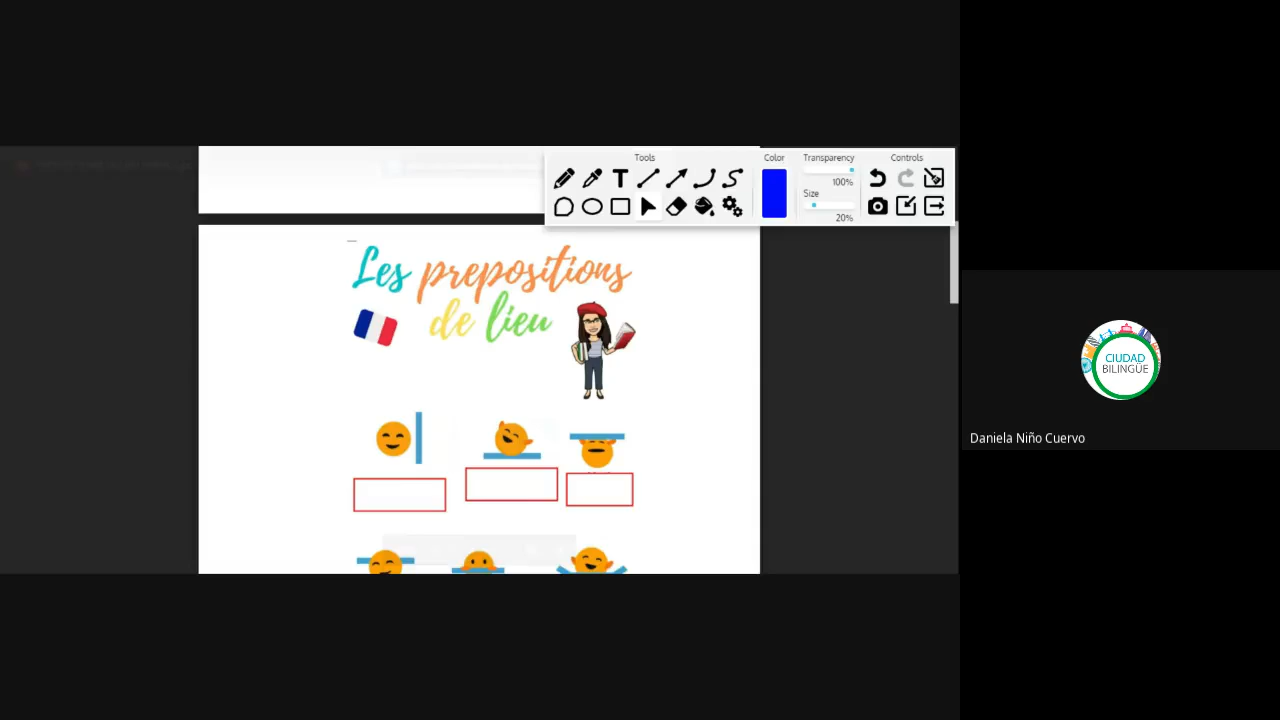 Tools
Color
Transparency
Controls
100%
Size
20%
Les prepositions
de lieu
CIUDAD
BILINGÜE
Daniela Niño Cuervo